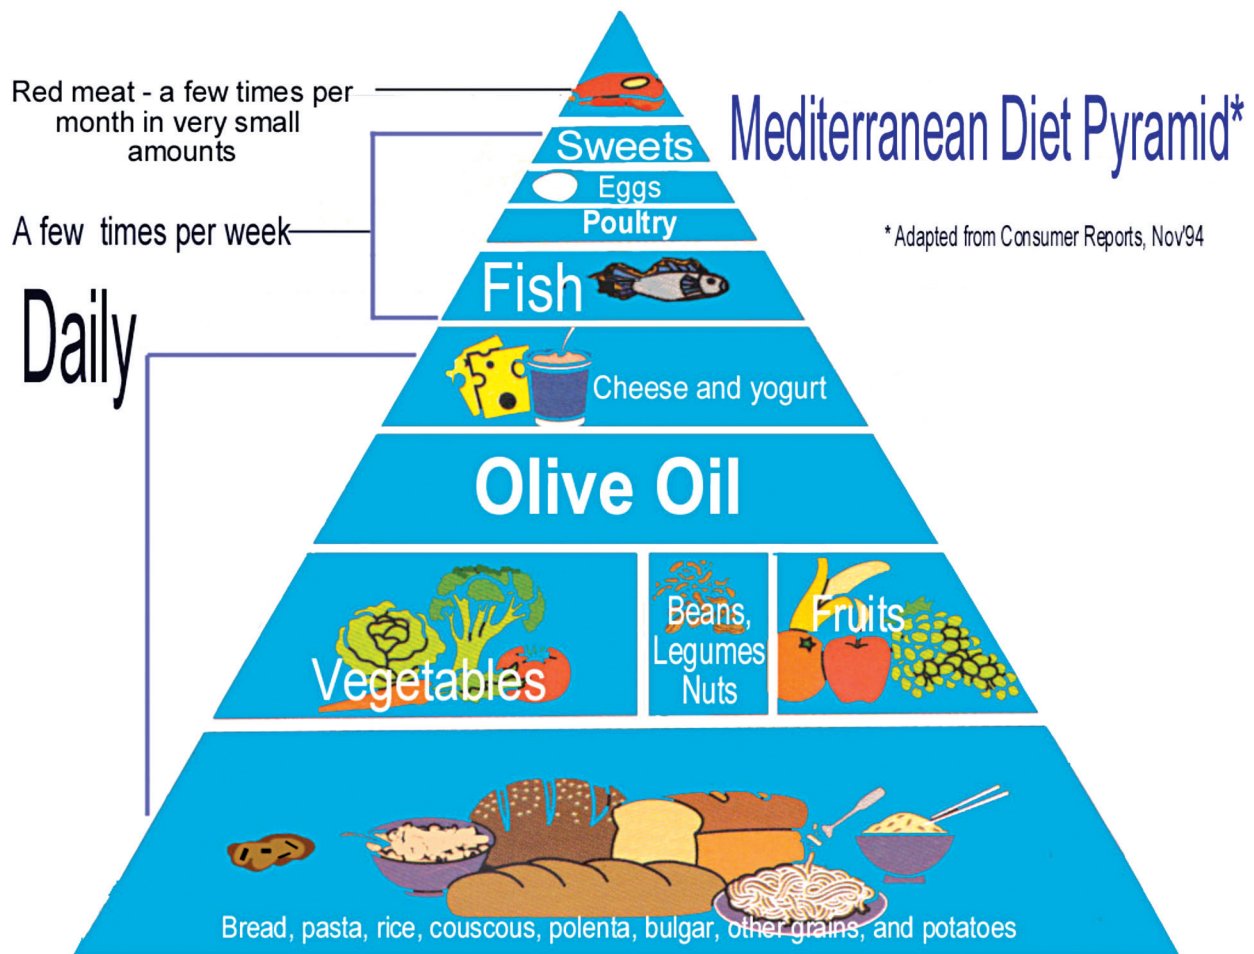 Red meat - a few times per
month in very small
amounts
Mediterranean Diet Pyramid*
* Adapted from Consumer Reports, Nov'94
Sweets
Eggs
Poultry
A few times per week
Fish
Daily
Cheese and yogurt
Olive Oil
Vegetables
Beans,
Legumes
Nuts
Fruits
Bread, pasta, rice, couscous, polenta, bulgar, other grains, and potatoes